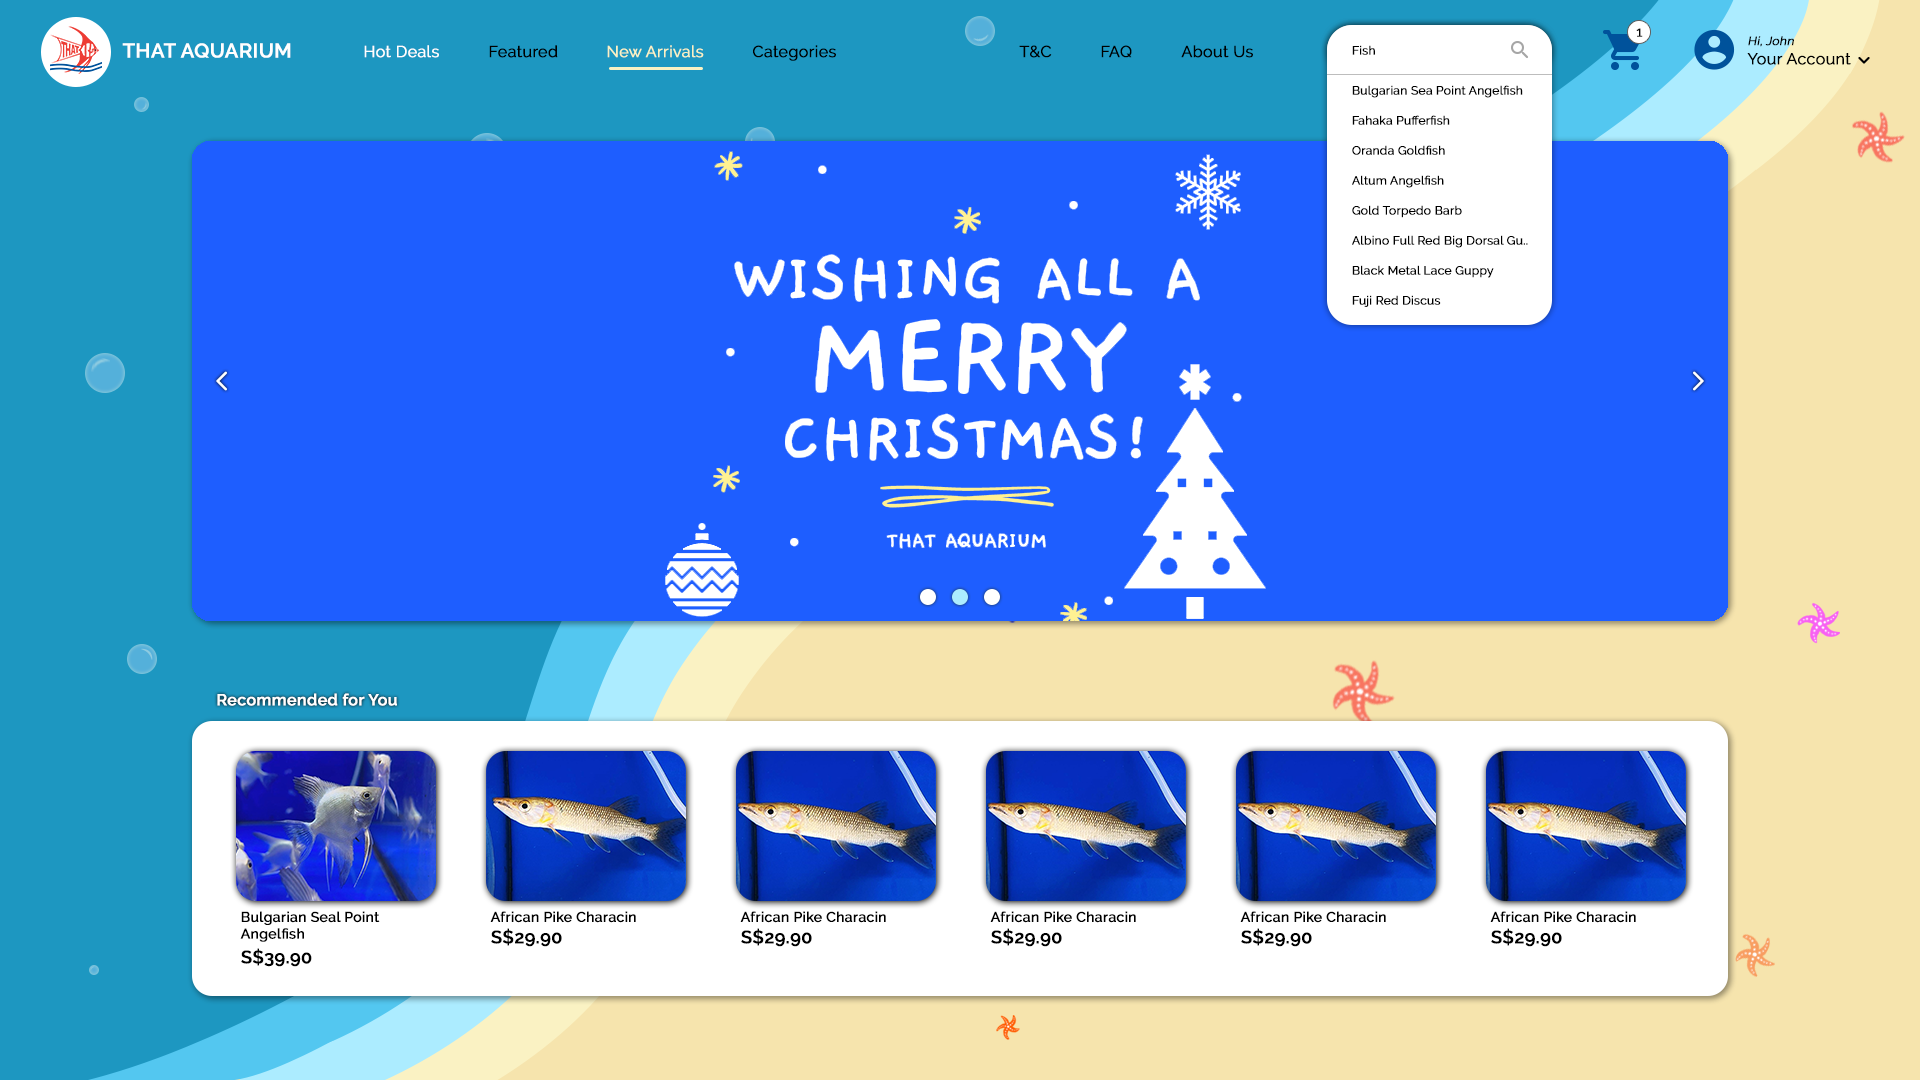 THAT
THAT AQUARIUM
Hot Deals
Featured
New Arrivals
Categories
T&C
FAQ
About Us
Fish
1
Hi, John
Your Account
Bulgarian Sea Point Angelfish
Fahaka Pufferfish
Oranda Goldfish
Altum Angelfish
Gold Torpedo Barb
Albino Full Red Big Dorsal Gu..
Black Metal Lace Guppy
Fuji Red Discus
WISHING ALL A
MERRY
CHRISTMAS!
THAT AQUARIUM
Recommended for You
Bulgarian Seal Point
Angelfish
S$39.90
African Pike Characin
S$29.90
African Pike Characin
S$29.90
African Pike Characin
S$29.90
African Pike Characin
S$29.90
African Pike Characin
S$29.90